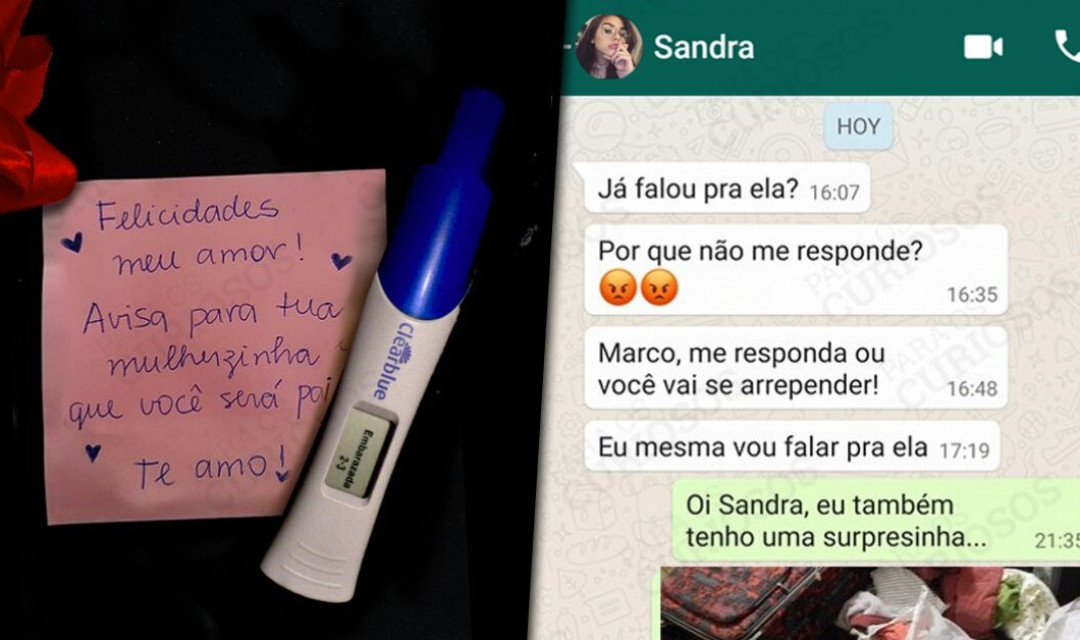 Felicidades
meu amor!
Avisa para tua
mulherzinha
que você será pai
Te amo!
clearblue
Embarazada
2-3
Sandra
HOY
Já falou pra ela? 16:07
Por que não me responde?
😡😡 16:35
Marco, me responda ou
você vai se arrepender! 16:48
Eu mesma vou falar pra ela 17:19
Oi Sandra, eu também
tenho uma surpresinha... 21:35